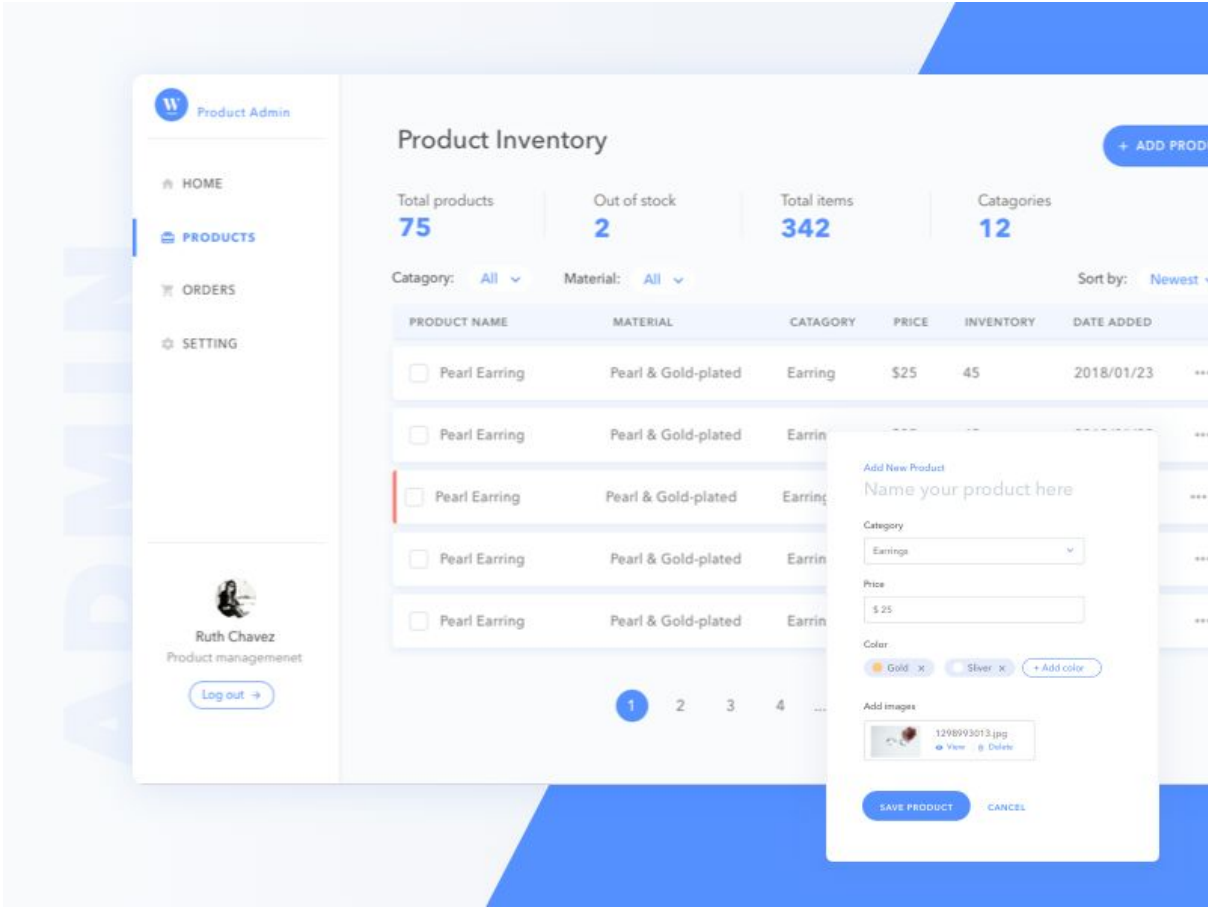 ADMIN
W
Product Admin
HOME
PRODUCTS
ORDERS
SETTING
Ruth Chavez
Product managemenet
Log out →
Product Inventory
+ ADD
Total products Out of stock Total items Catagories
75 2 342 12
Catagory: All Material: All Sort by: Newest
PRODUCT NAME MATERIAL CATAGORY PRICE INVENTORY DATE ADDED
Pearl Earring Pearl & Gold-plated Earring $25 45 2018/01/23 •••
Pearl Earring Pearl & Gold-plated •••
Pearl Earring Pearl & Gold-plated Earring •••
Pearl Earring Pearl & Gold-plated •••
Pearl Earring Pearl & Gold-plated •••
1 2 3 4 ...
Add New Product
Name your product here
Category
Earrings
Price
$ 25
Color
Gold x Sliver x + Add color
Add images
1298993013.jpg
View Delete
SAVE PRODUCT CANCEL